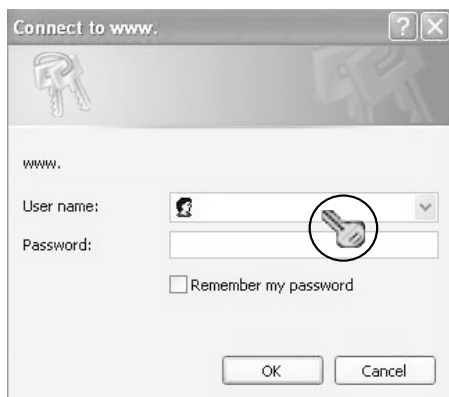 Connect to www.
www.
User name:
Password:
Remember my password
OK
Cancel